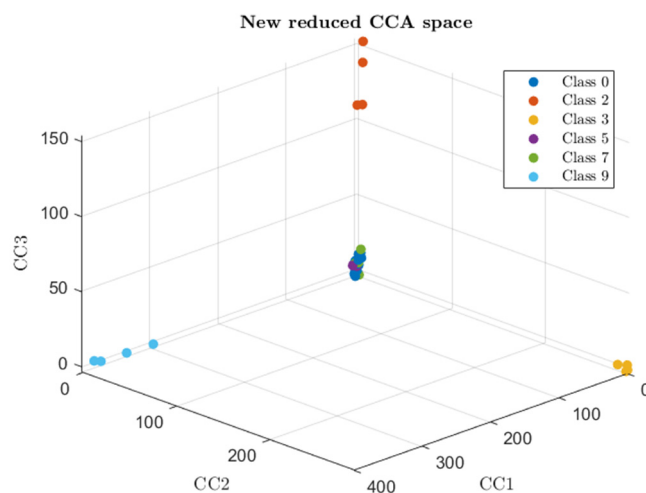 New reduced CCA space
Class 0
Class 2
Class 3
Class 5
Class 7
Class 9
150
100
50
0
CC3
0
100
200
CC2
400
300
200
100
0
CC1